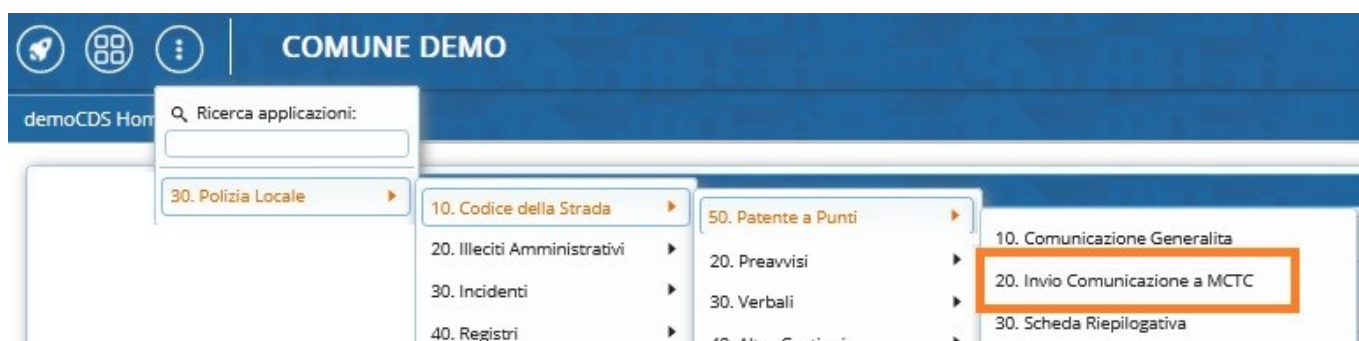 COMUNE DEMO
demoCDS Hom
Ricerca applicazioni:
30. Polizia Locale
10. Codice della Strada
20. Illeciti Amministrativi
30. Incidenti
40. Registri
50. Patente a Punti
20. Preavvisi
30. Verbali
10. Comunicazione Generalita
20. Invio Comunicazione a MCTC
30. Scheda Riepilogativa